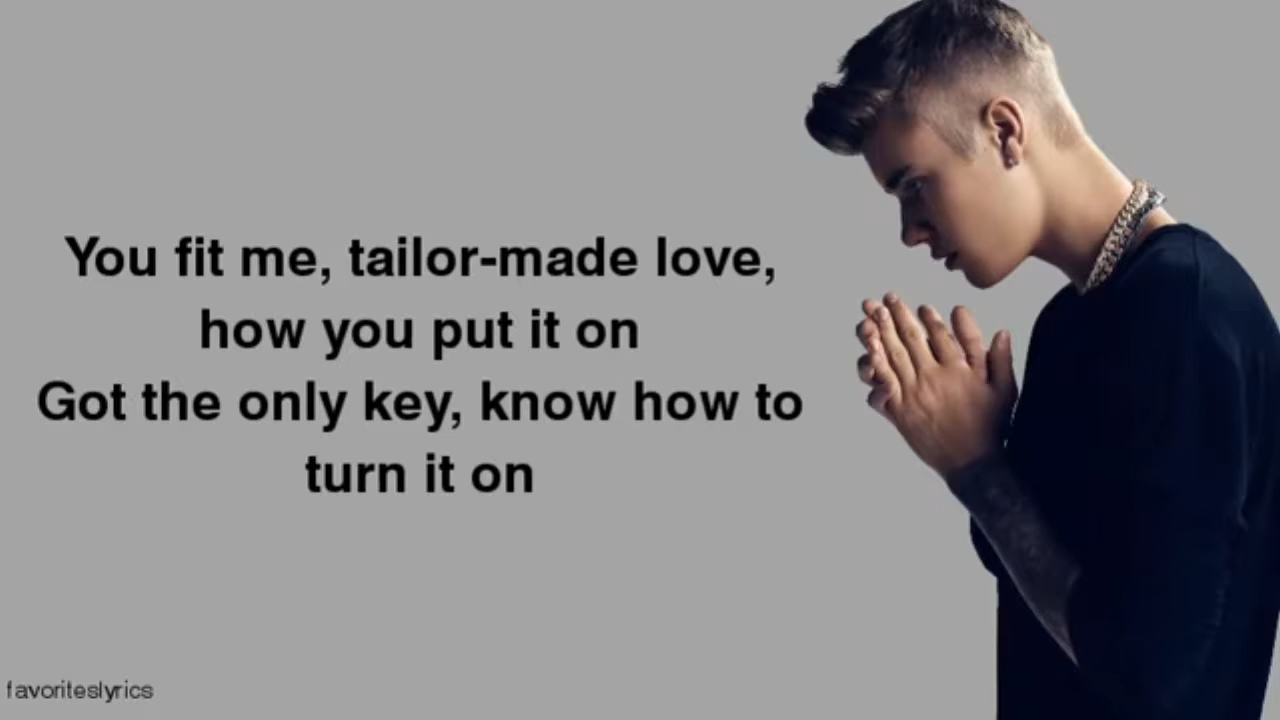 You fit me, tailor-made love,
how you put it on
Got the only key, know how to
turn it on
favoriteslyrics